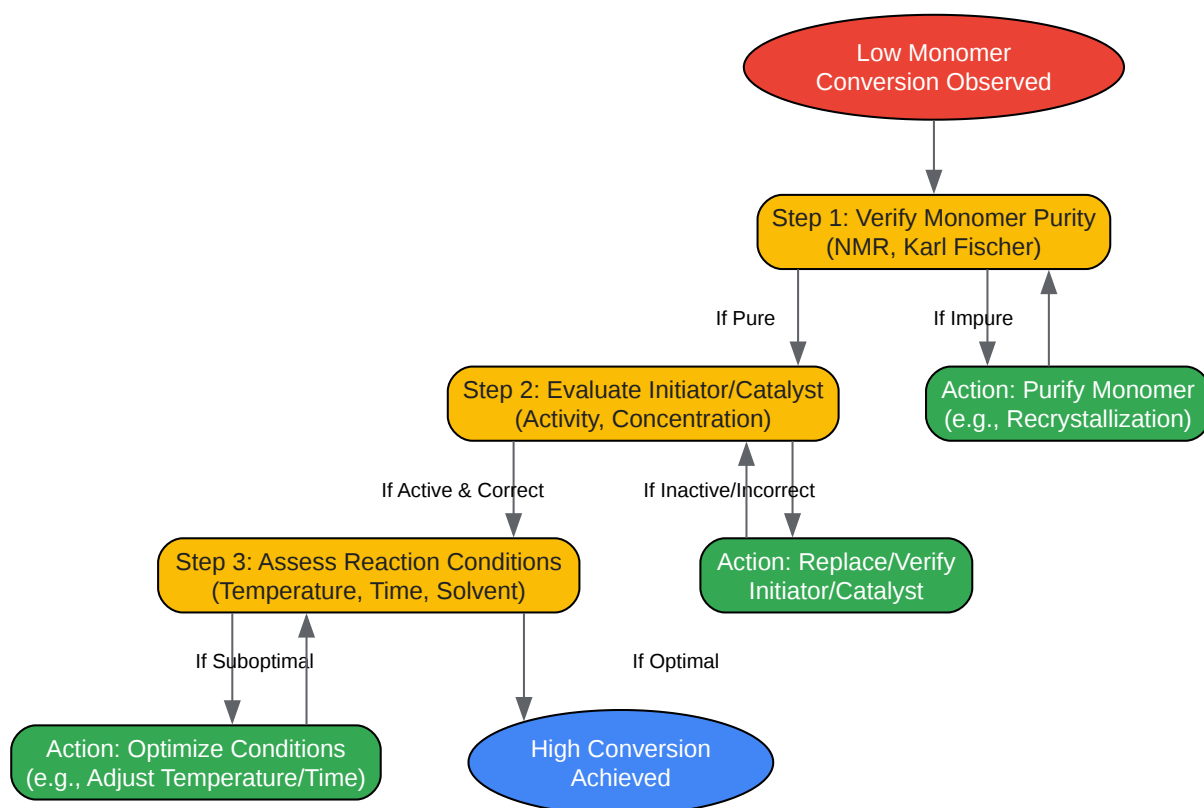 Low Monomer
Conversion Observed
Step 1: Verify Monomer Purity
(NMR, Karl Fischer)
If Pure
If Impure
Step 2: Evaluate Initiator/Catalyst
(Activity, Concentration)
Action: Purify Monomer
(e.g., Recrystallization)
If Active & Correct
If Inactive/Incorrect
Step 3: Assess Reaction Conditions
(Temperature, Time, Solvent)
Action: Replace/Verify
Initiator/Catalyst
If Suboptimal
If Optimal
Action: Optimize Conditions
(e.g., Adjust Temperature/Time)
High Conversion
Achieved